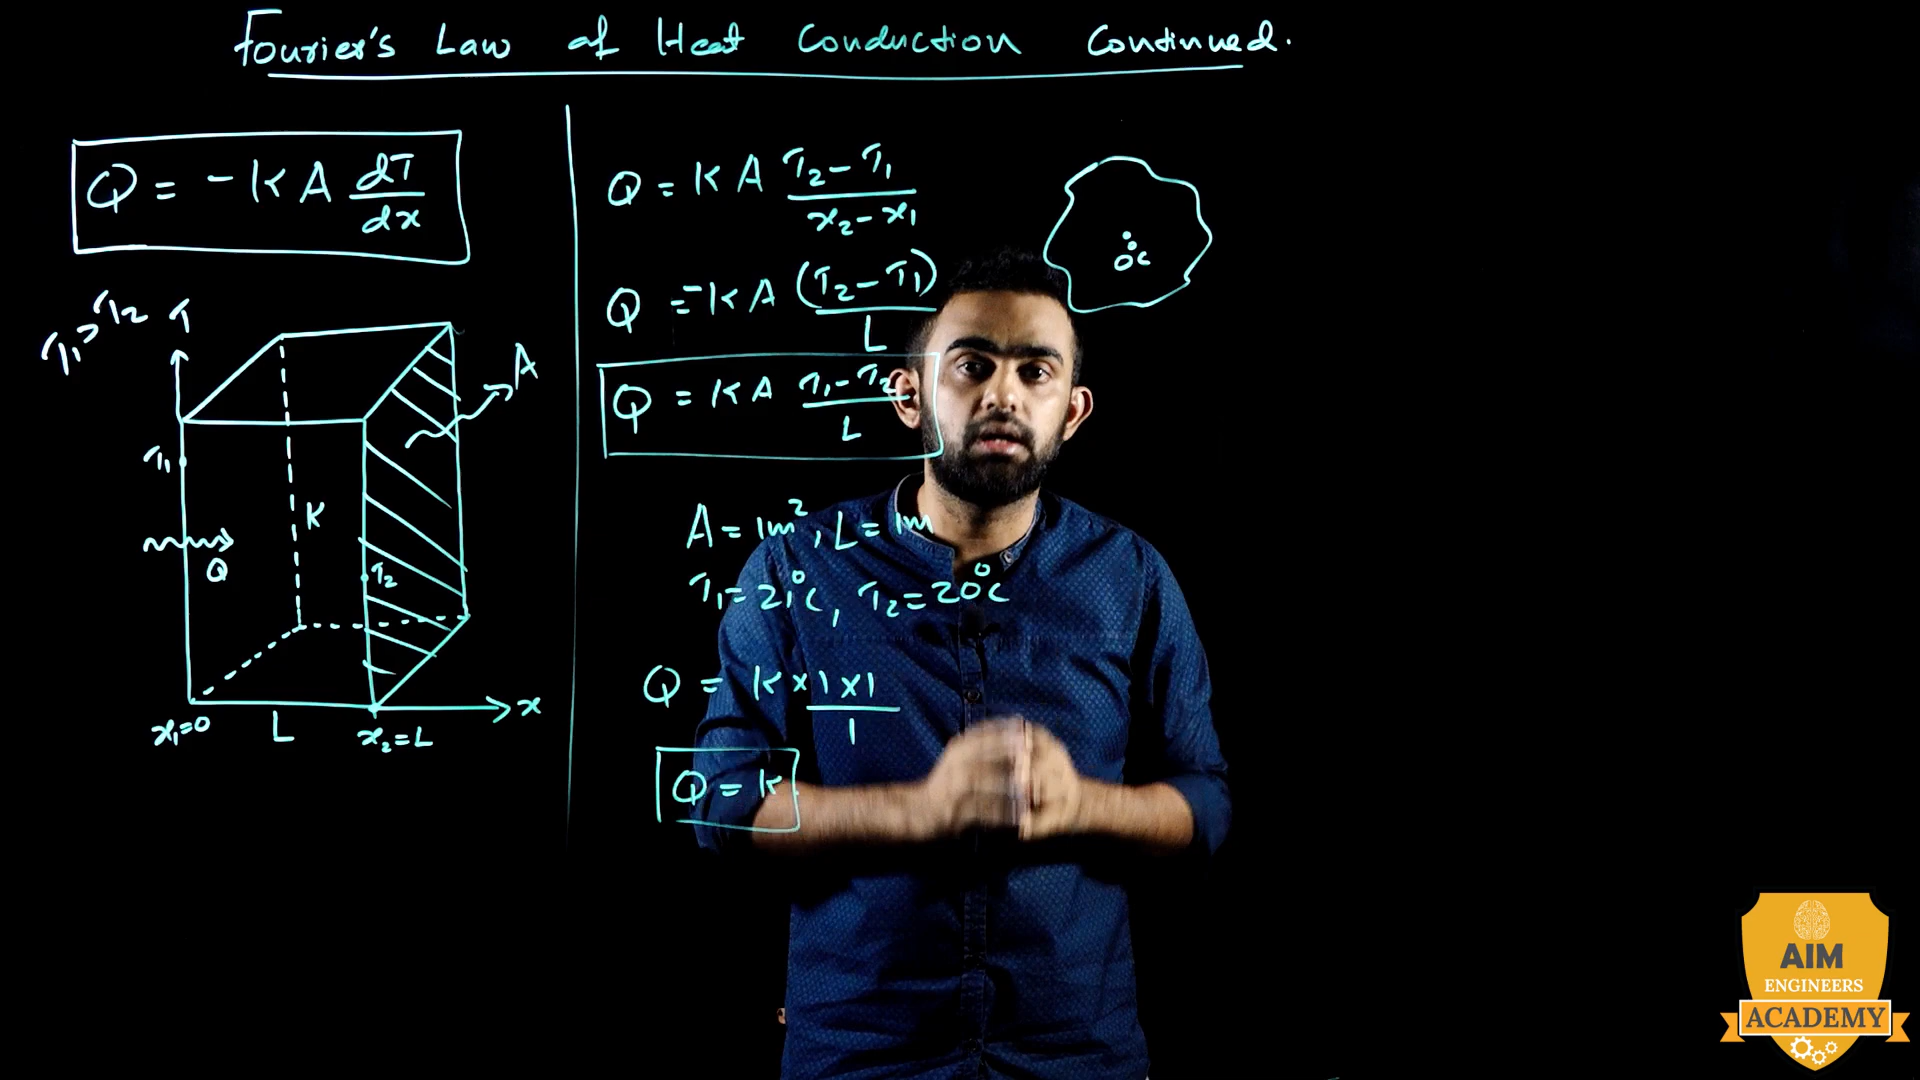 Fourier's Law of Heat Conduction Continued.
Q = -KA dT/dx
T1>T2
T
A
T1
K
Q
T2
x
x1=0
L
x2=L
Q = KA T2-T1/x2-x1
Q =-KA (T2-T1)/L
Q = KA T1-T2/L
A=1m², L=1m
T1=21°C, T2=20°C
Q = K×1×1/1
Q = K
°C
AIM
ENGINEERS
ACADEMY